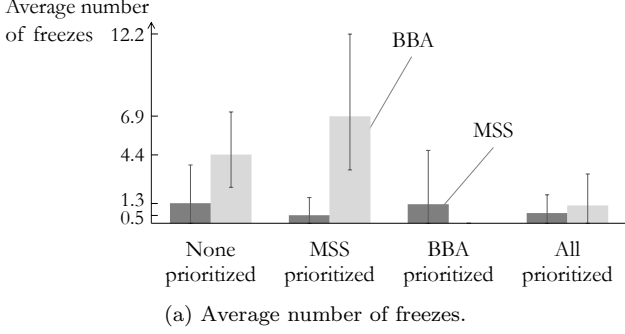 Average number
of freezes
12.2
6.9
4.4
1.3
0.5
BBA
MSS
None
prioritized
MSS
prioritized
BBA
prioritized
All
prioritized
(a) Average number of freezes.